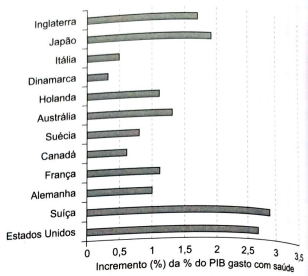 Inglaterra
Japão
Itália
Dinamarca
Holanda
Austrália
Suécia
Canadá
França
Alemanha
Suíça
Estados Unidos
0 0,5 1 1,5 2 2,5 3 3,5
Incremento (%) da % do PIB gasto com saúde